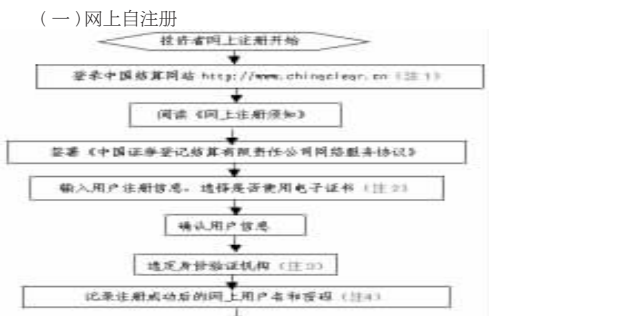 (一)网上自注册
投资者网上注册开始
登录中国结算网站 http://www.chinaclear.cn（注1）
阅读《网上注册须知》
签署《中国证券登记结算有限责任公司网络服务协议》
输入用户注册信息，选择是否使用电子证书（注2）
确认用户信息
选定身份验证机构（注3）
记录注册成功后的网上用户名和密码（注4）